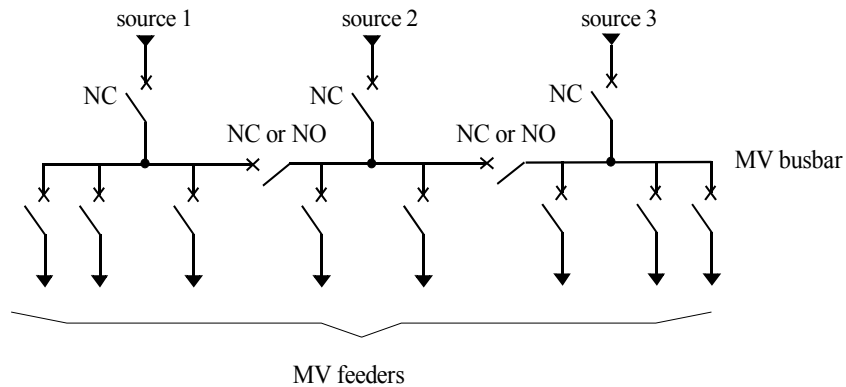 source 1
source 2
source 3
NC
NC
NC
NC or NO
NC or NO
MV busbar
MV feeders